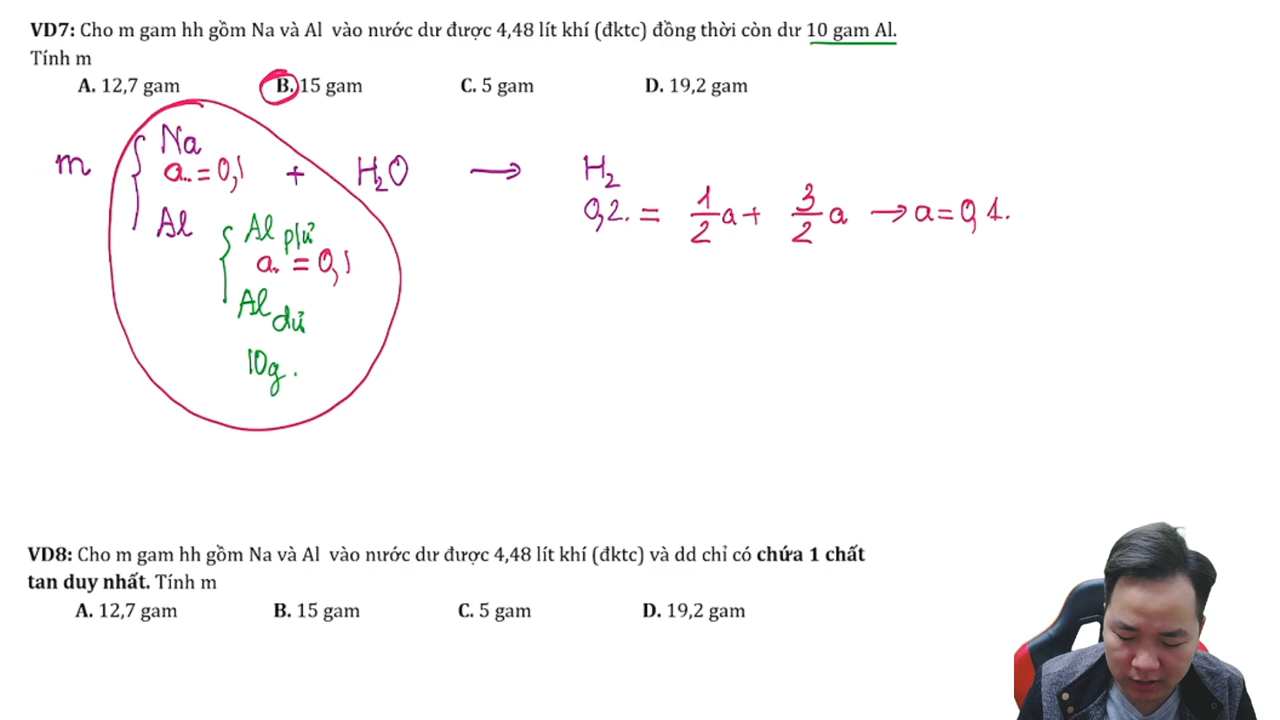 VD7: Cho m gam hh gồm Na và Al vào nước dư được 4,48 lít khí (đktc) đồng thời còn dư 10 gam Al.
Tính m
A. 12,7 gam B. 15 gam C. 5 gam D. 19,2 gam
m { Na + H₂O → H₂
a = 0,1
0,2 = 1/2 a + 3/2 a → a = 0,1.
Al { Al pứ
a = 0,1
Al dư
10g.
VD8: Cho m gam hh gồm Na và Al vào nước dư được 4,48 lít khí (đktc) và dd chỉ có chứa 1 chất
tan duy nhất. Tính m
A. 12,7 gam B. 15 gam C. 5 gam D. 19,2 gam